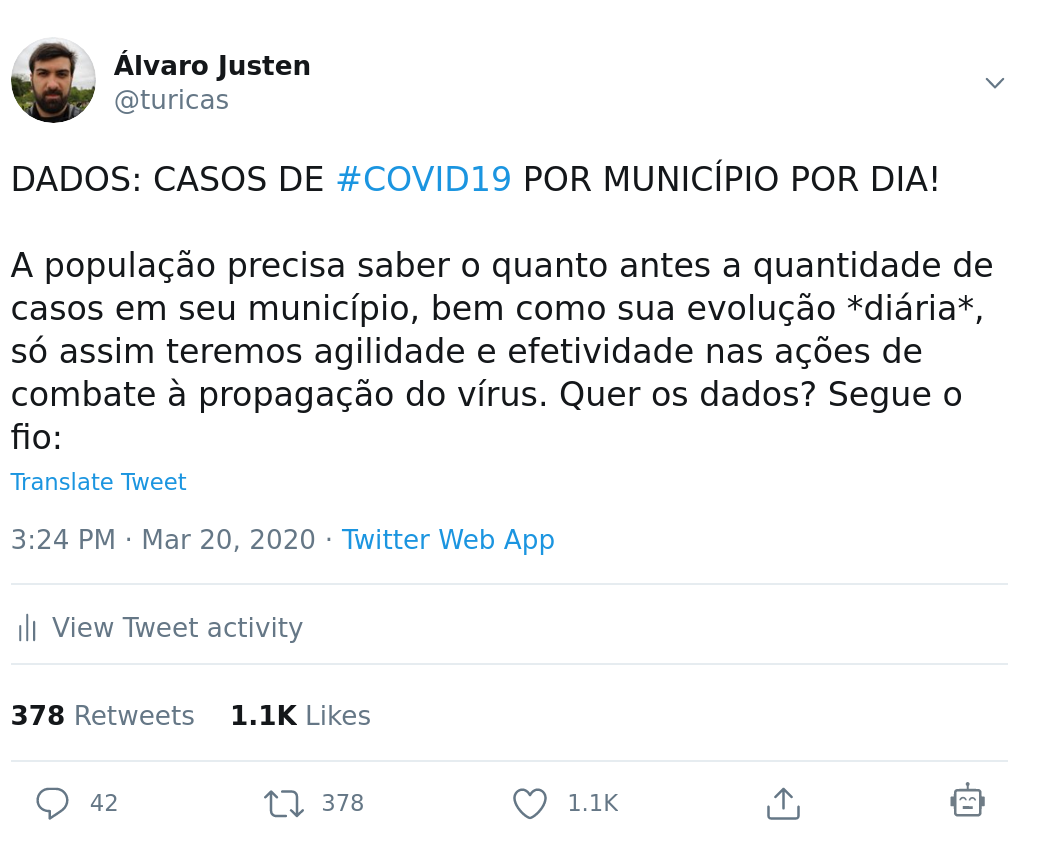 Álvaro Justen
@turicas
DADOS: CASOS DE #COVID19 POR MUNICÍPIO POR DIA!
A população precisa saber o quanto antes a quantidade de
casos em seu município, bem como sua evolução *diária*,
só assim teremos agilidade e efetividade nas ações de
combate à propagação do vírus. Quer os dados? Segue o
fio:
Translate Tweet
3:24 PM · Mar 20, 2020 · Twitter Web App
View Tweet activity
378 Retweets 1.1K Likes
42 378 1.1K